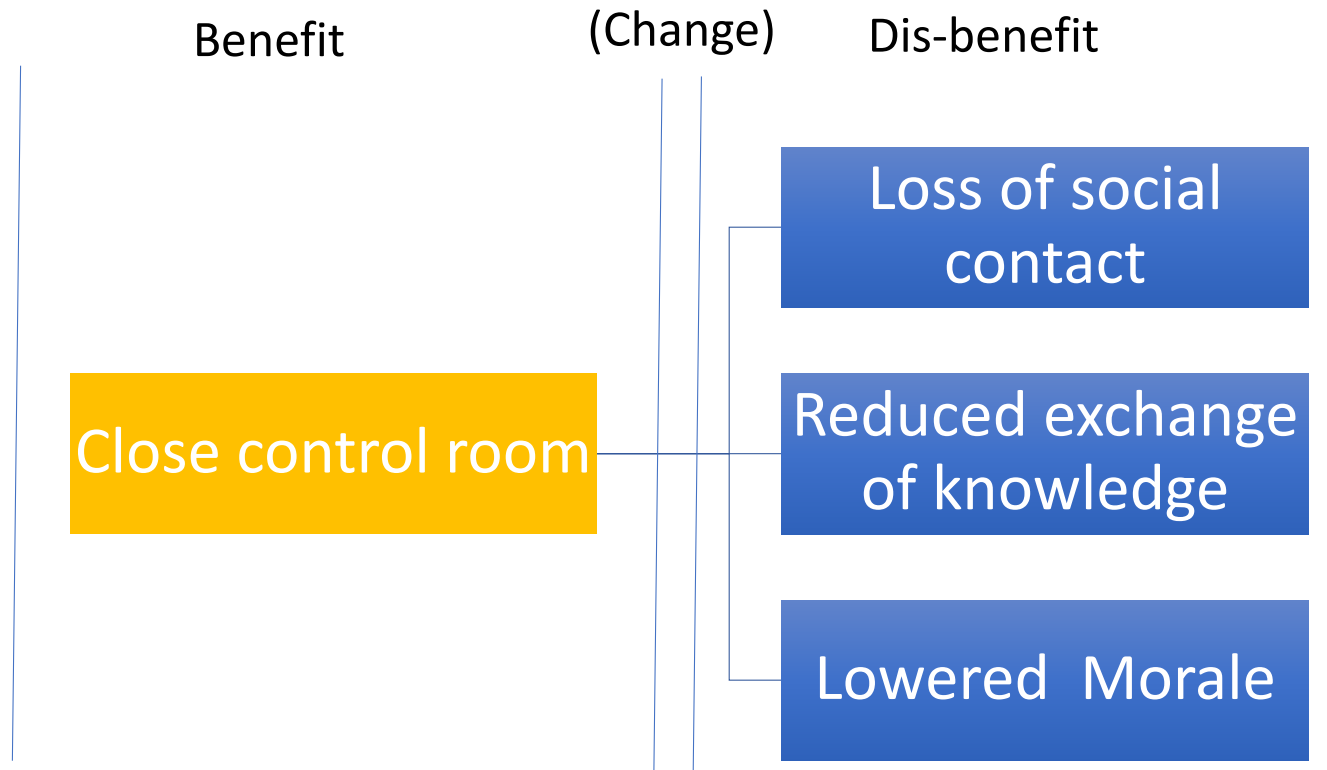 Benefit
(Change)
Dis-benefit
Loss of social
contact
Close control room
Reduced exchange
of knowledge
Lowered  Morale